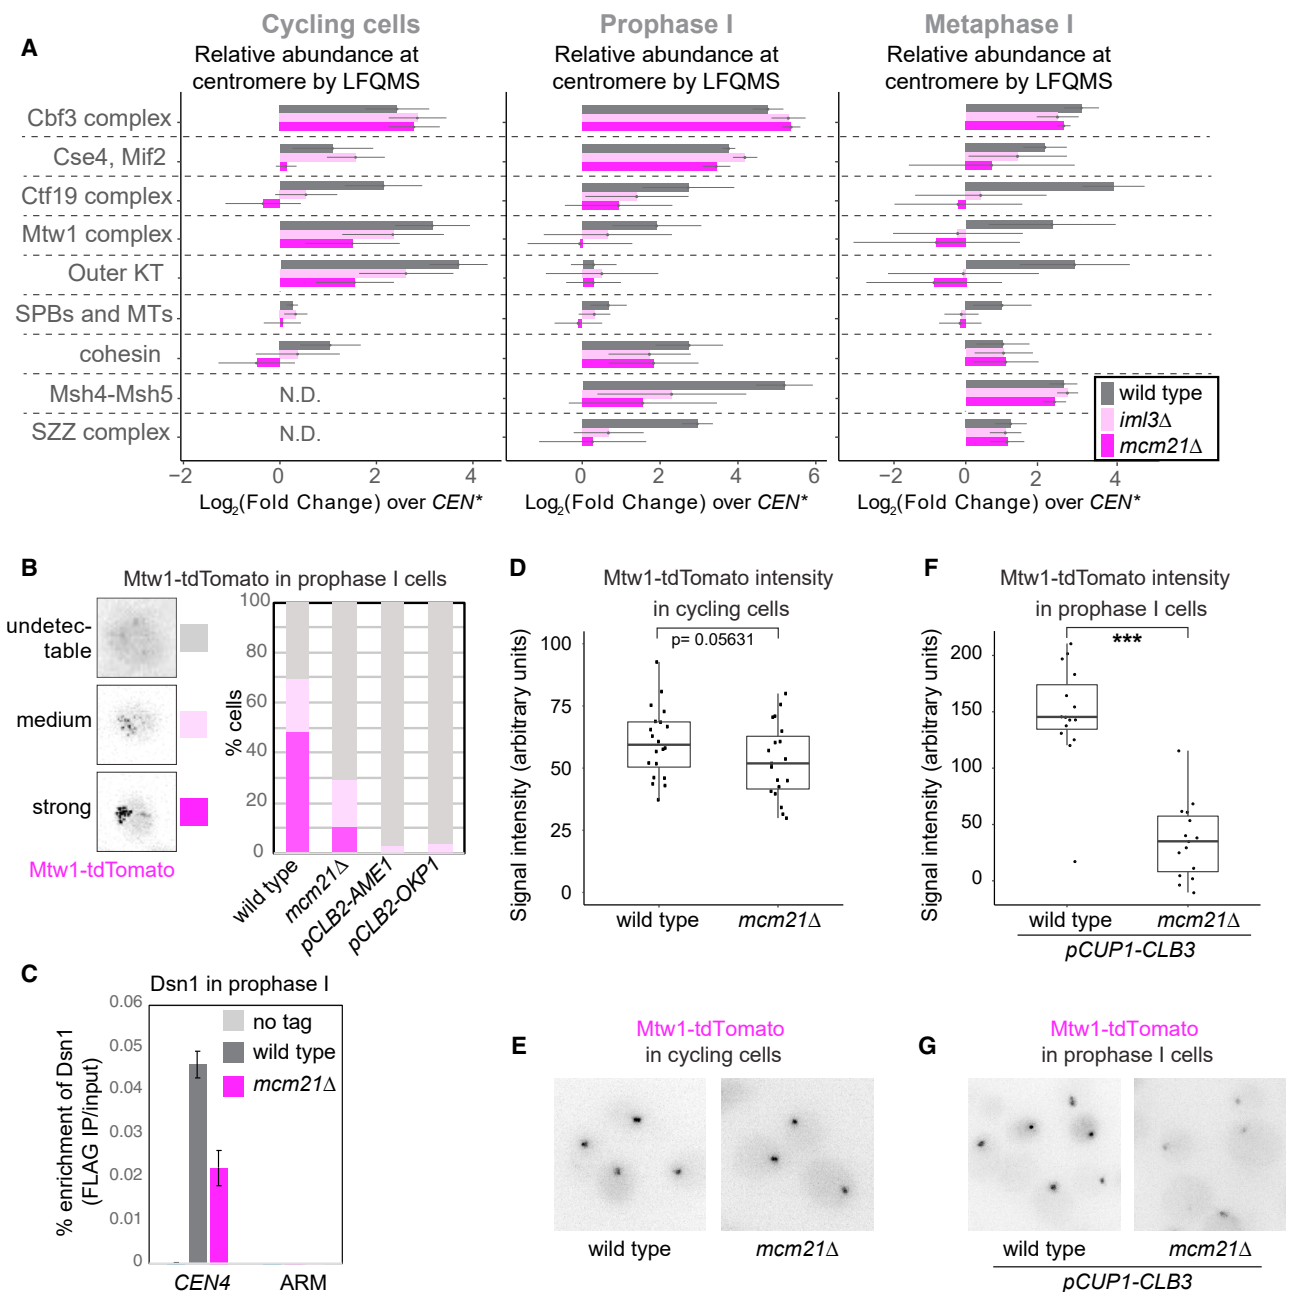 A
Cycling cells
Relative abundance at
centromere by LFQMS
Prophase I
Relative abundance at
centromere by LFQMS
Metaphase I
Relative abundance at
centromere by LFQMS
Cbf3 complex
Cse4, Mif2
Ctf19 complex
Mtw1 complex
Outer KT
SPBs and MTs
cohesin
Msh4-Msh5
N.D.
SZZ complex
N.D.
wild type
iml3Δ
mcm21Δ
−2 0 2 4
0 2 4 6
−2 0 2 4
Log2(Fold Change) over CEN*
Log2(Fold Change) over CEN*
Log2(Fold Change) over CEN*
B
Mtw1-tdTomato in prophase I cells
undetec-
table
medium
strong
Mtw1-tdTomato
% cells
100
80
60
40
20
0
wild type
mcm21Δ
pCLB2-AME1
pCLB2-OKP1
C
Dsn1 in prophase I
% enrichment of Dsn1
(FLAG IP/input)
0.06
0.05
0.04
0.03
0.02
0.01
0
no tag
wild type
mcm21Δ
CEN4 ARM
D
Mtw1-tdTomato intensity
in cycling cells
p= 0.05631
Signal intensity (arbitrary units)
100
75
50
25
0
wild type mcm21Δ
E
Mtw1-tdTomato
in cycling cells
wild type mcm21Δ
F
Mtw1-tdTomato intensity
in prophase I cells
***
Signal intensity (arbitrary units)
200
150
100
50
0
wild type mcm21Δ
pCUP1-CLB3
G
Mtw1-tdTomato
in prophase I cells
wild type mcm21Δ
pCUP1-CLB3